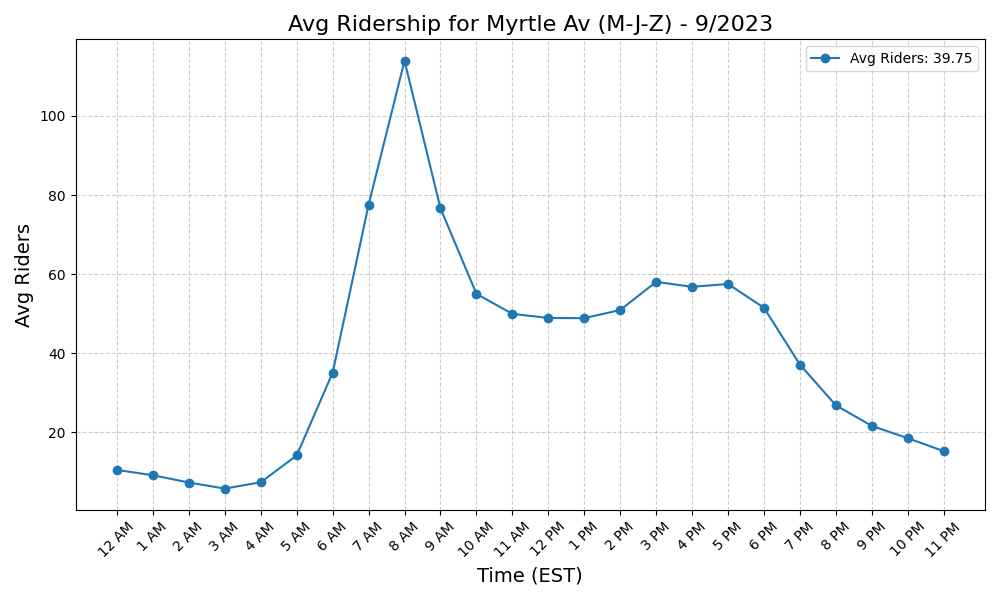 Avg Ridership for Myrtle Av (M-J-Z) - 9/2023
Avg Riders: 39.75
Avg Riders
100
80
60
40
20
12 AM 1 AM 2 AM 3 AM 4 AM 5 AM 6 AM 7 AM 8 AM 9 AM 10 AM 11 AM 12 PM 1 PM 2 PM 3 PM 4 PM 5 PM 6 PM 7 PM 8 PM 9 PM 10 PM 11 PM
Time (EST)